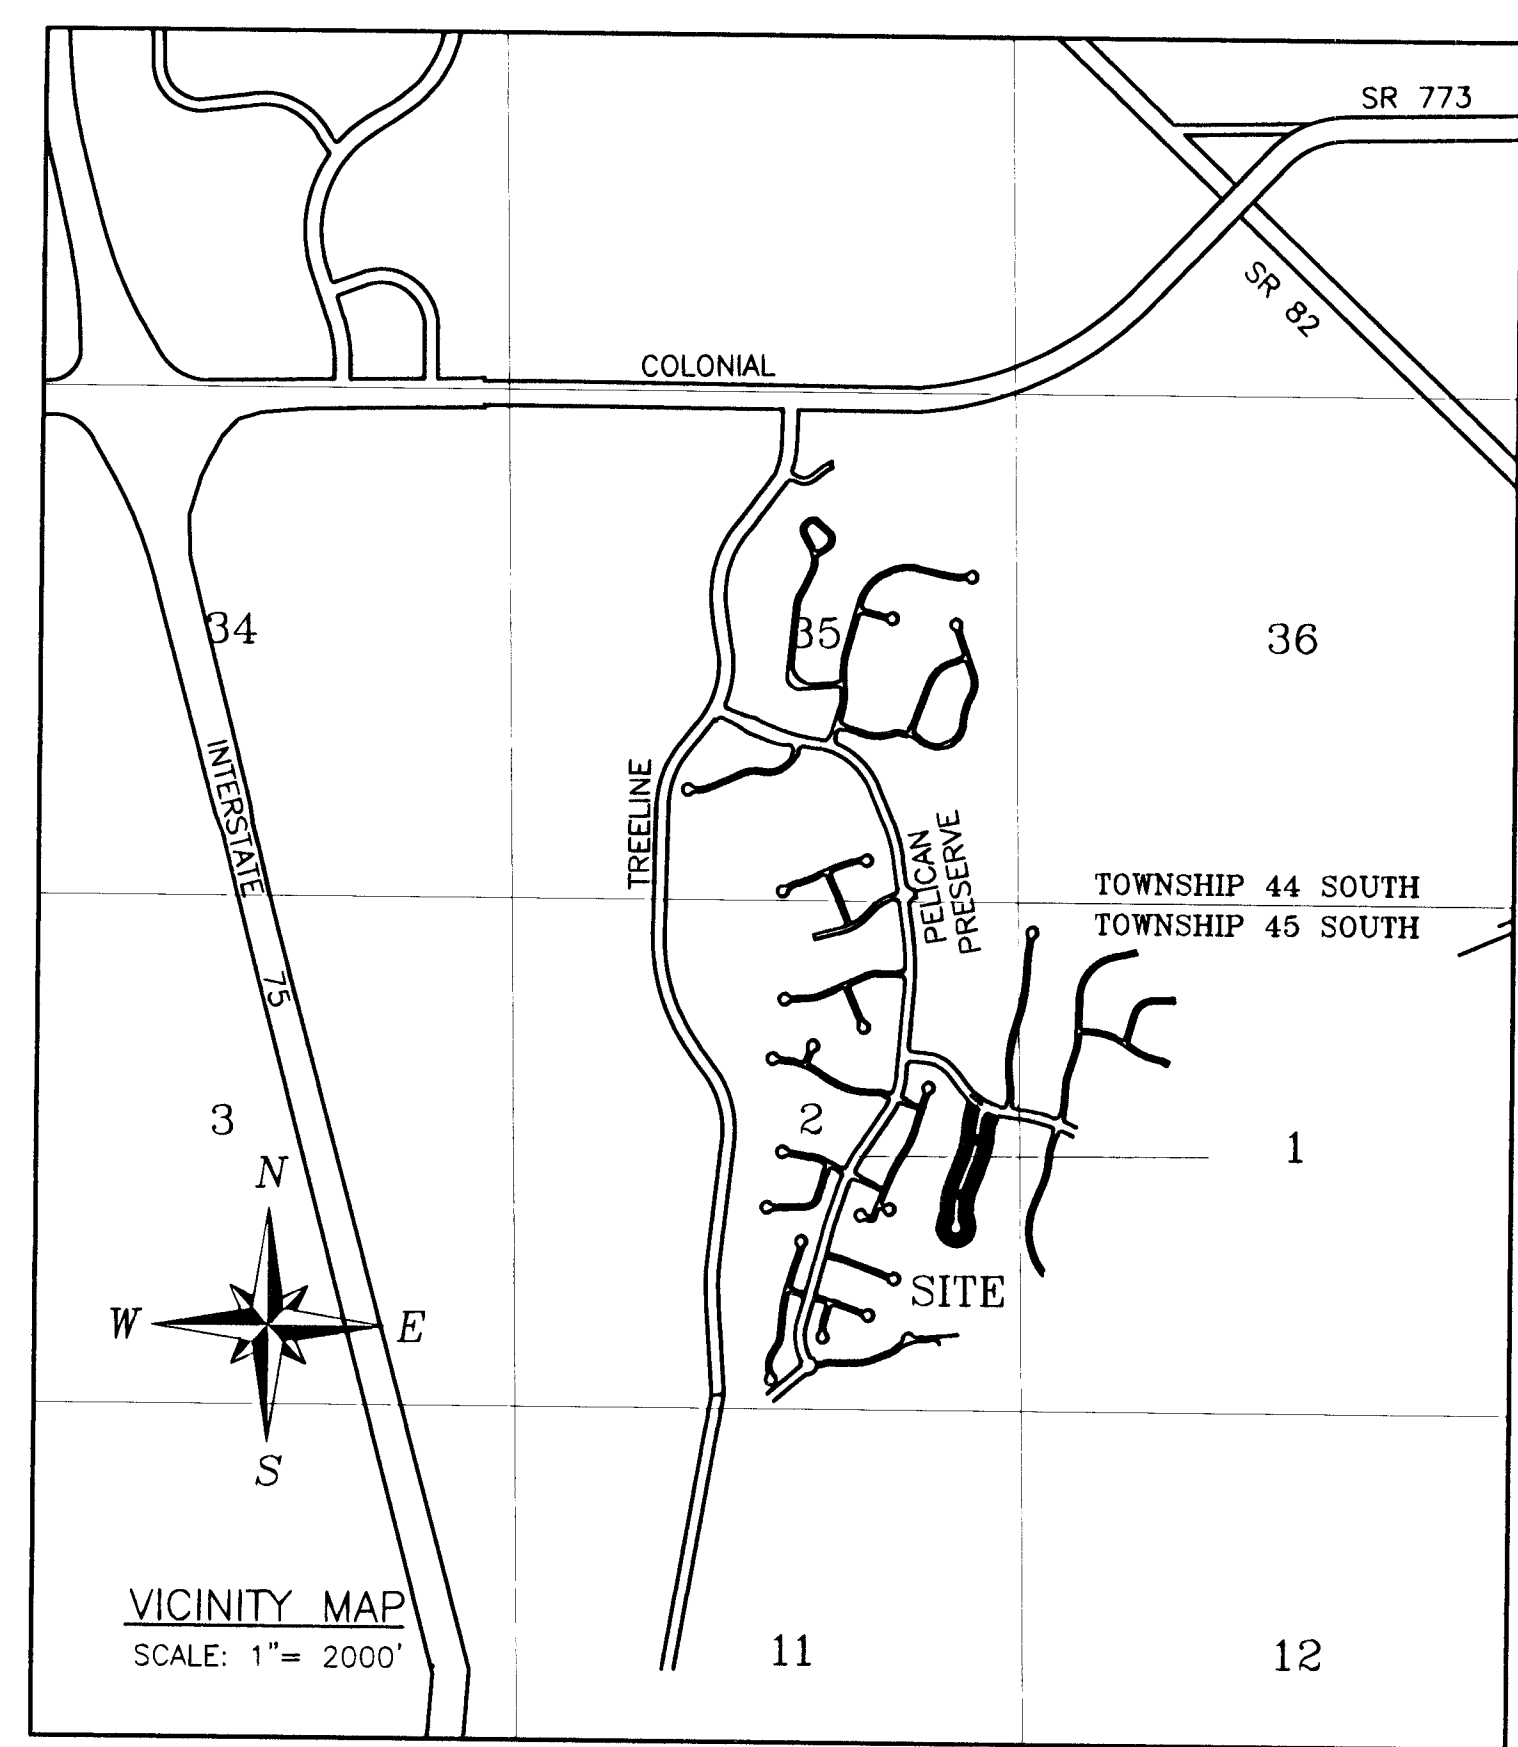 SR 773
SR 82
COLONIAL
34
35
36
INTERSTATE 75
TREELINE
PELICAN
PRESERVE
TOWNSHIP 44 SOUTH
TOWNSHIP 45 SOUTH
3
2
1
N
W
E
S
SITE
VICINITY MAP
SCALE: 1"= 2000'
11
12